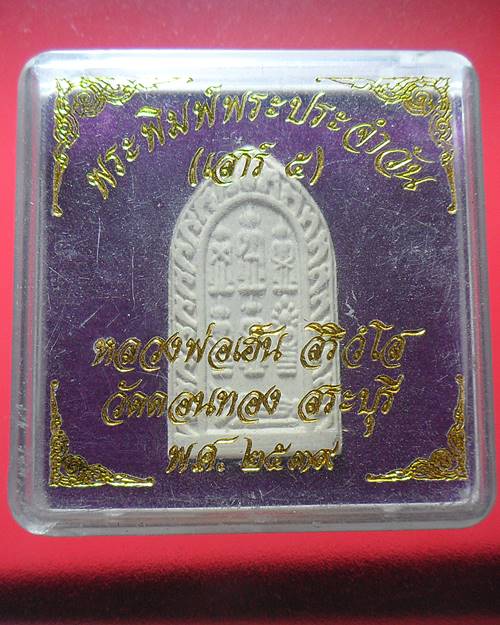 พระพิมพ์พระประจำวัน
(เสาร์ ๕)
หลวงพ่อเฮ็น สิริวํโส
วัดดอนทอง สระบุรี
พ.ศ. ๒๕๓๙